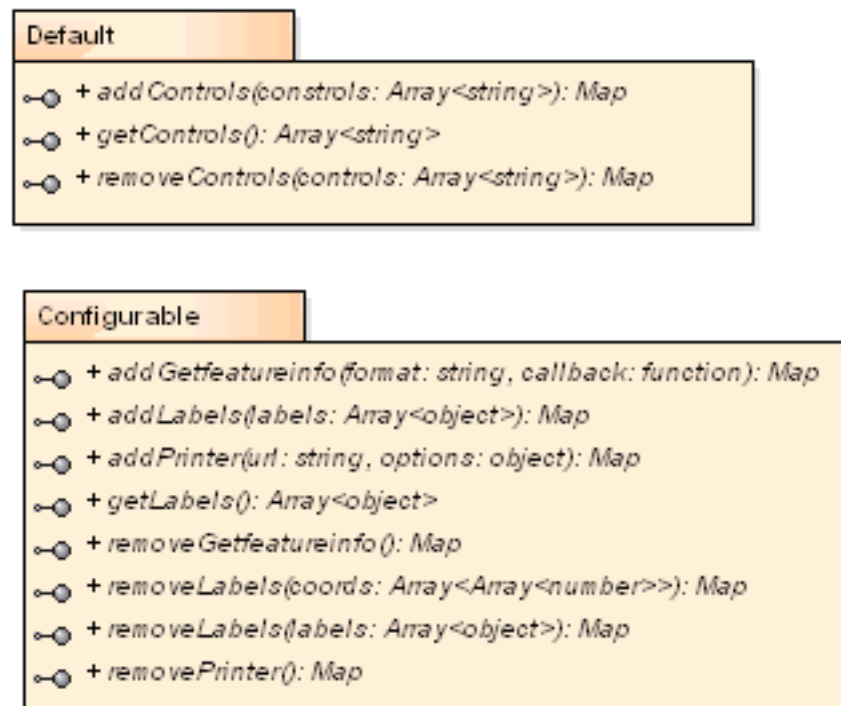 Default
+ addControls(constrols: Array<string>): Map
+ getControls(): Array<string>
+ removeControls(controls: Array<string>): Map
Configurable
+ addGetfeatureinfo(format: string, callback: function): Map
+ addLabels(labels: Array<object>): Map
+ addPrinter(url: string, options: object): Map
+ getLabels(): Array<object>
+ removeGetfeatureinfo(): Map
+ removeLabels(coords: Array<Array<number>>): Map
+ removeLabels(labels: Array<object>): Map
+ removePrinter(): Map